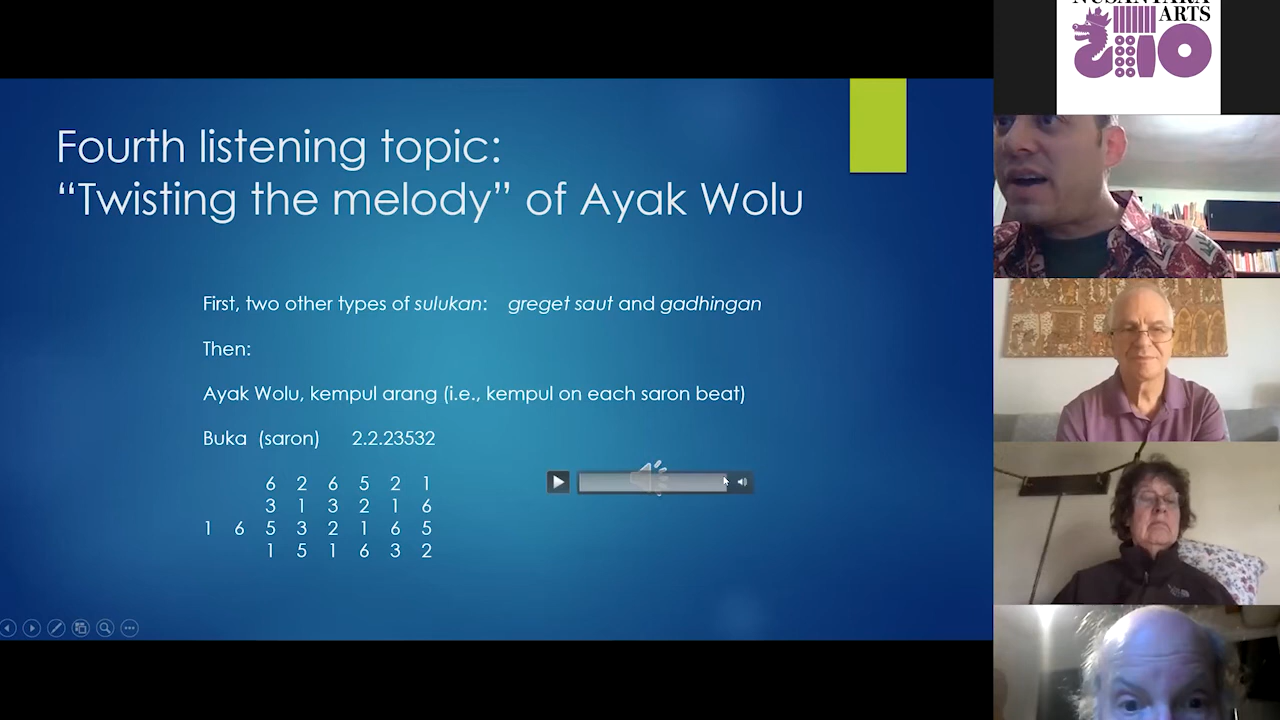 NUSANTARA
ARTS
Fourth listening topic:
“Twisting the melody” of Ayak Wolu
First, two other types of sulukan: greget saut and gadhingan
Then:
Ayak Wolu, kempul arang (i.e., kempul on each saron beat)
Buka (saron) 2.2.23532
6 2 6 5 2 1
3 1 3 2 1 6
1 6 5 3 2 1 6 5
1 5 1 6 3 2